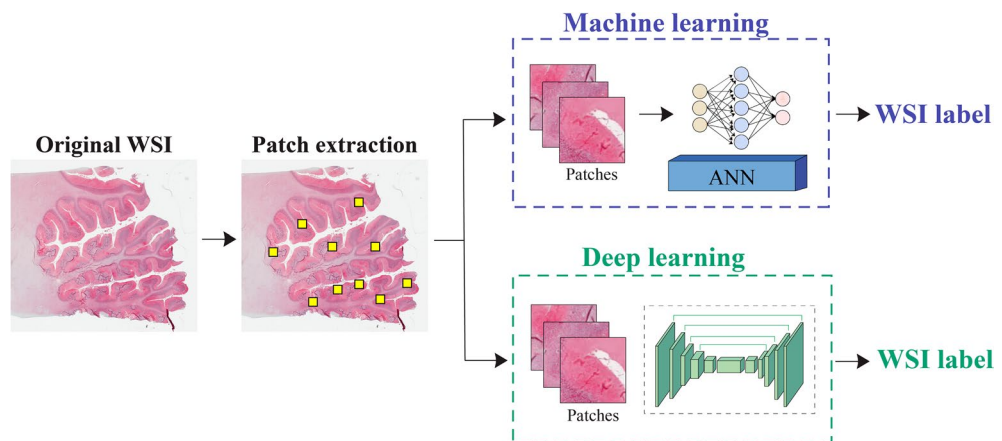 Original WSI
Patch extraction
Machine learning
Patches
ANN
WSI label
Deep learning
Patches
WSI label